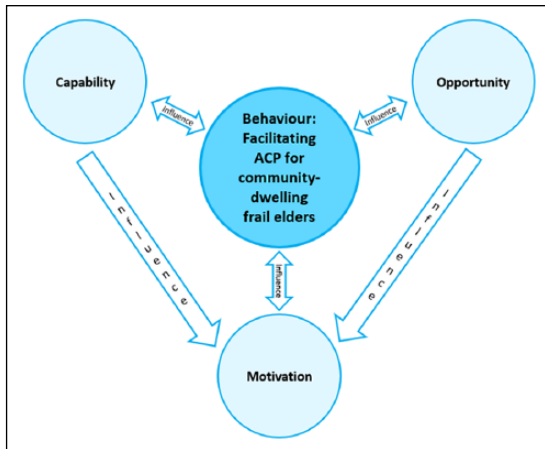 Capability
Opportunity
Influence
Behaviour:
Facilitating
ACP for
community-
dwelling
frail elders
Influence
Influence
Influence
Influence
Motivation